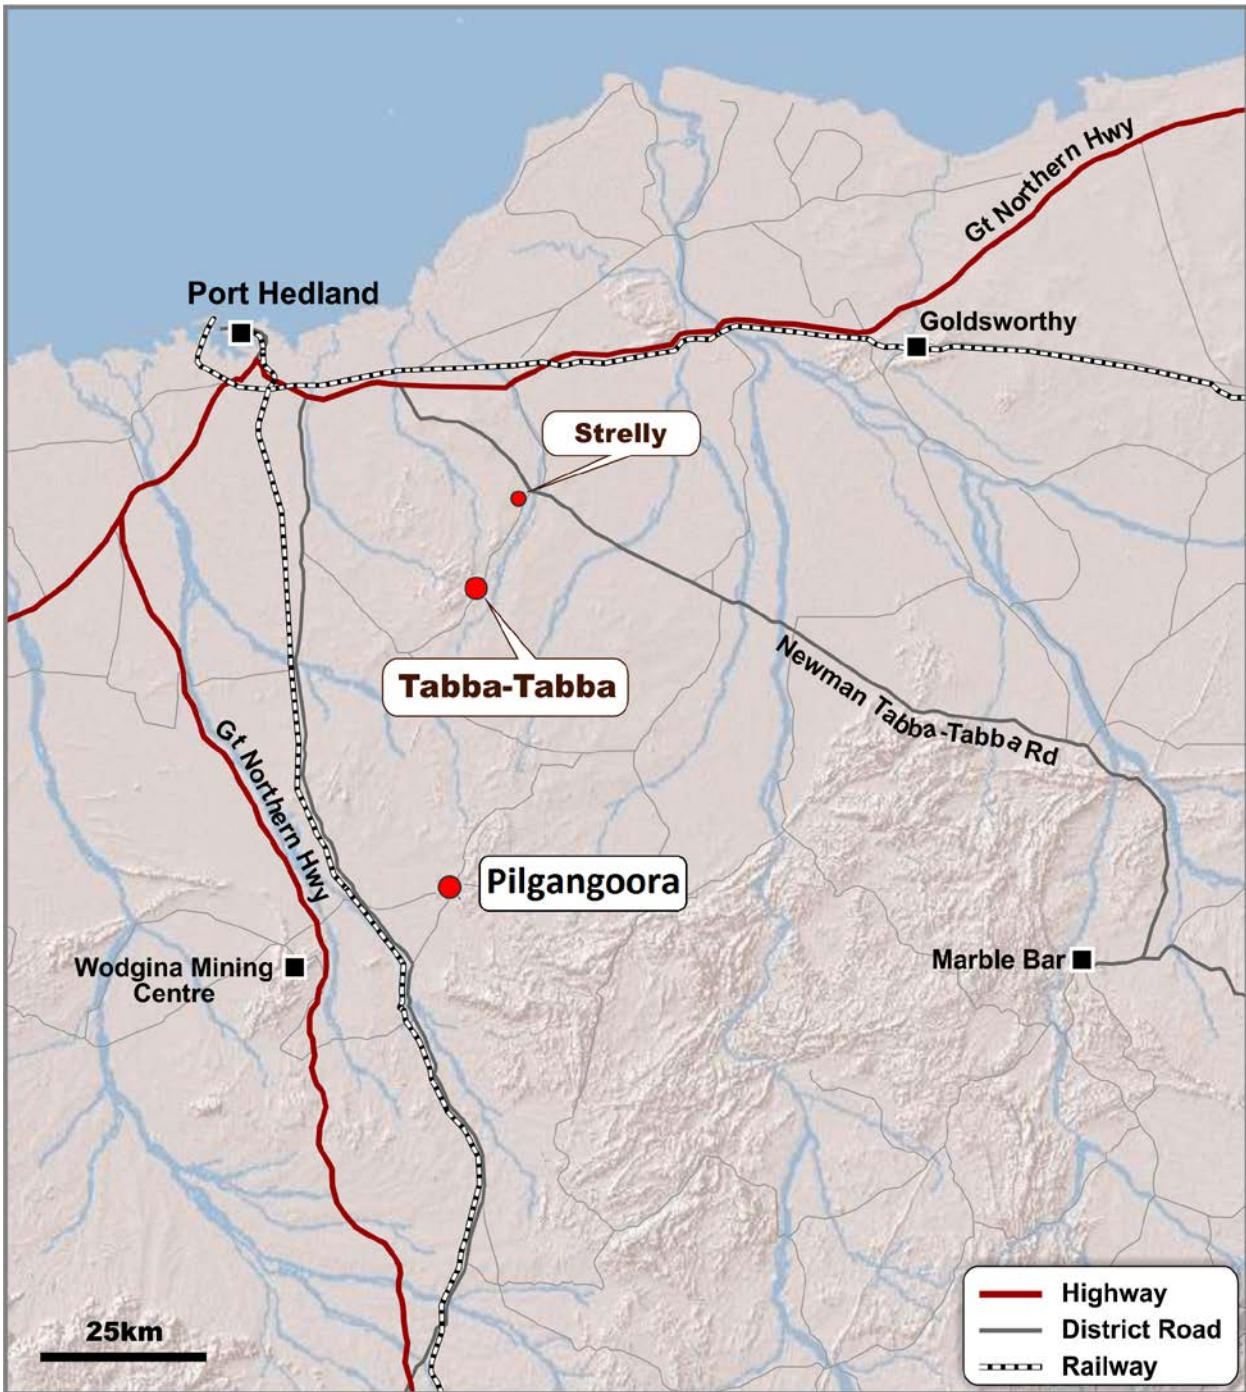 Gt Northern Hwy
Port Hedland
Goldsworthy
Strelly
Tabba-Tabba
Newman Tabba-Tabba Rd
Gt Northern Hwy
Pilgangoora
Wodgina Mining
Centre
Marble Bar
25km
Highway
District Road
Railway